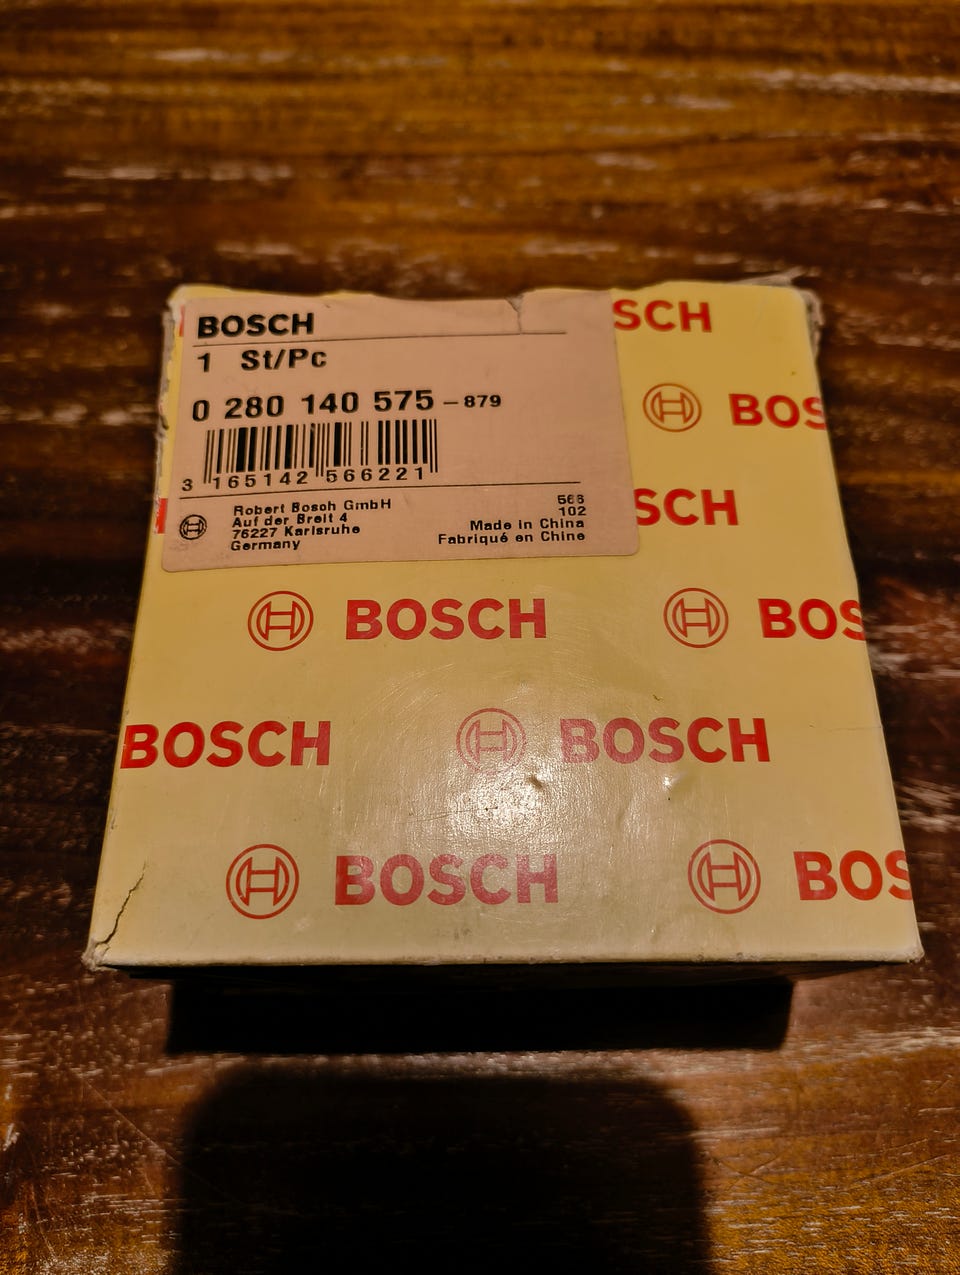 BOSCH
1 St/Pc
0 280 140 575 – 879
3 165142 566221
Robert Bosch GmbH
Auf der Breit 4
76227 Karlsruhe
Germany
102
Made in China
Fabriqué en Chine
SCH
BOS
SCH
BOSCH
BOS
BOSCH
BOSCH
BOSCH
BOS